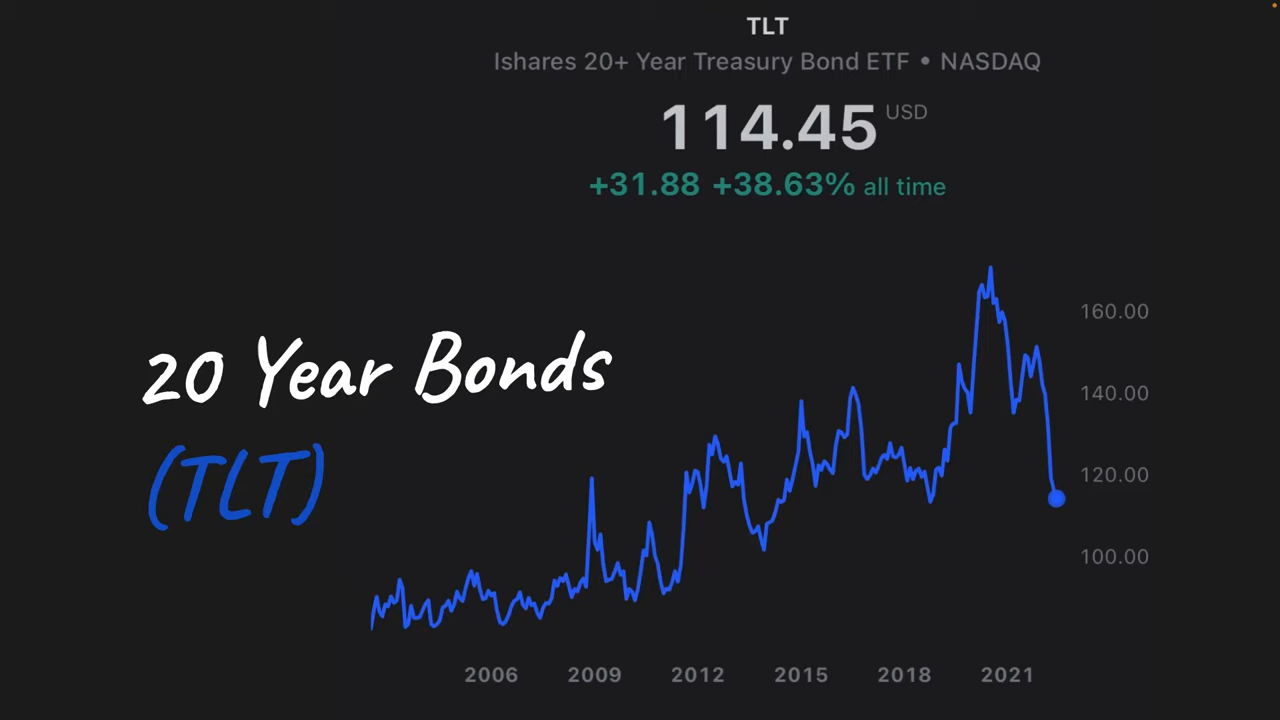 TLT
Ishares 20+ Year Treasury Bond ETF • NASDAQ
114.45 USD
+31.88 +38.63% all time
20 Year Bonds
(TLT)
160.00
140.00
120.00
100.00
2006 2009 2012 2015 2018 2021